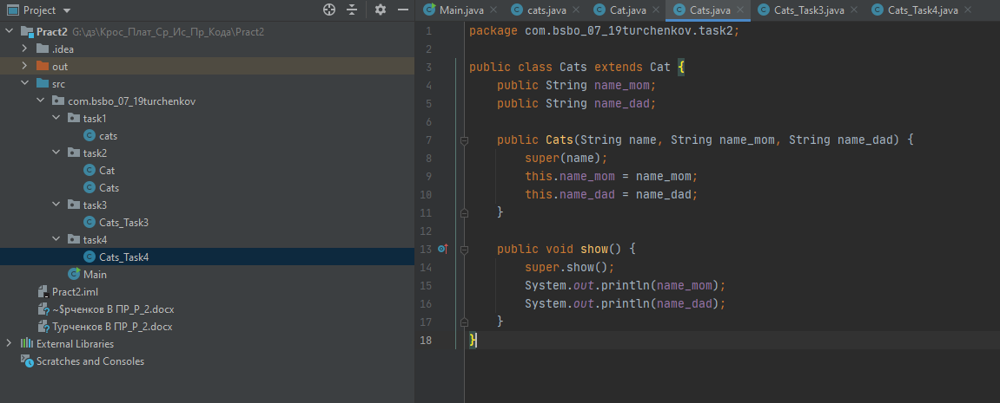 Project
Main.java
cats.java
Cat.java
Cats.java
Cats_Task3.java
Cats_Task4.java
Pract2 G:\дз\Крос_Плат_Ср_Ис_Пр_Кода\Pract2
.idea
out
src
com.bsbo_07_19turchenkov
task1
cats
task2
Cat
Cats
task3
Cats_Task3
task4
Cats_Task4
Main
Pract2.iml
~$рченков В ПР_Р_2.docx
Турченков В ПР_Р_2.docx
External Libraries
Scratches and Consoles
1 package com.bsbo_07_19turchenkov.task2;
2
3 public class Cats extends Cat {
4 public String name_mom;
5 public String name_dad;
6
7 public Cats(String name, String name_mom, String name_dad) {
8 super(name);
9 this.name_mom = name_mom;
10 this.name_dad = name_dad;
11 }
12
13 public void show() {
14 super.show();
15 System.out.println(name_mom);
16 System.out.println(name_dad);
17 }
18 }